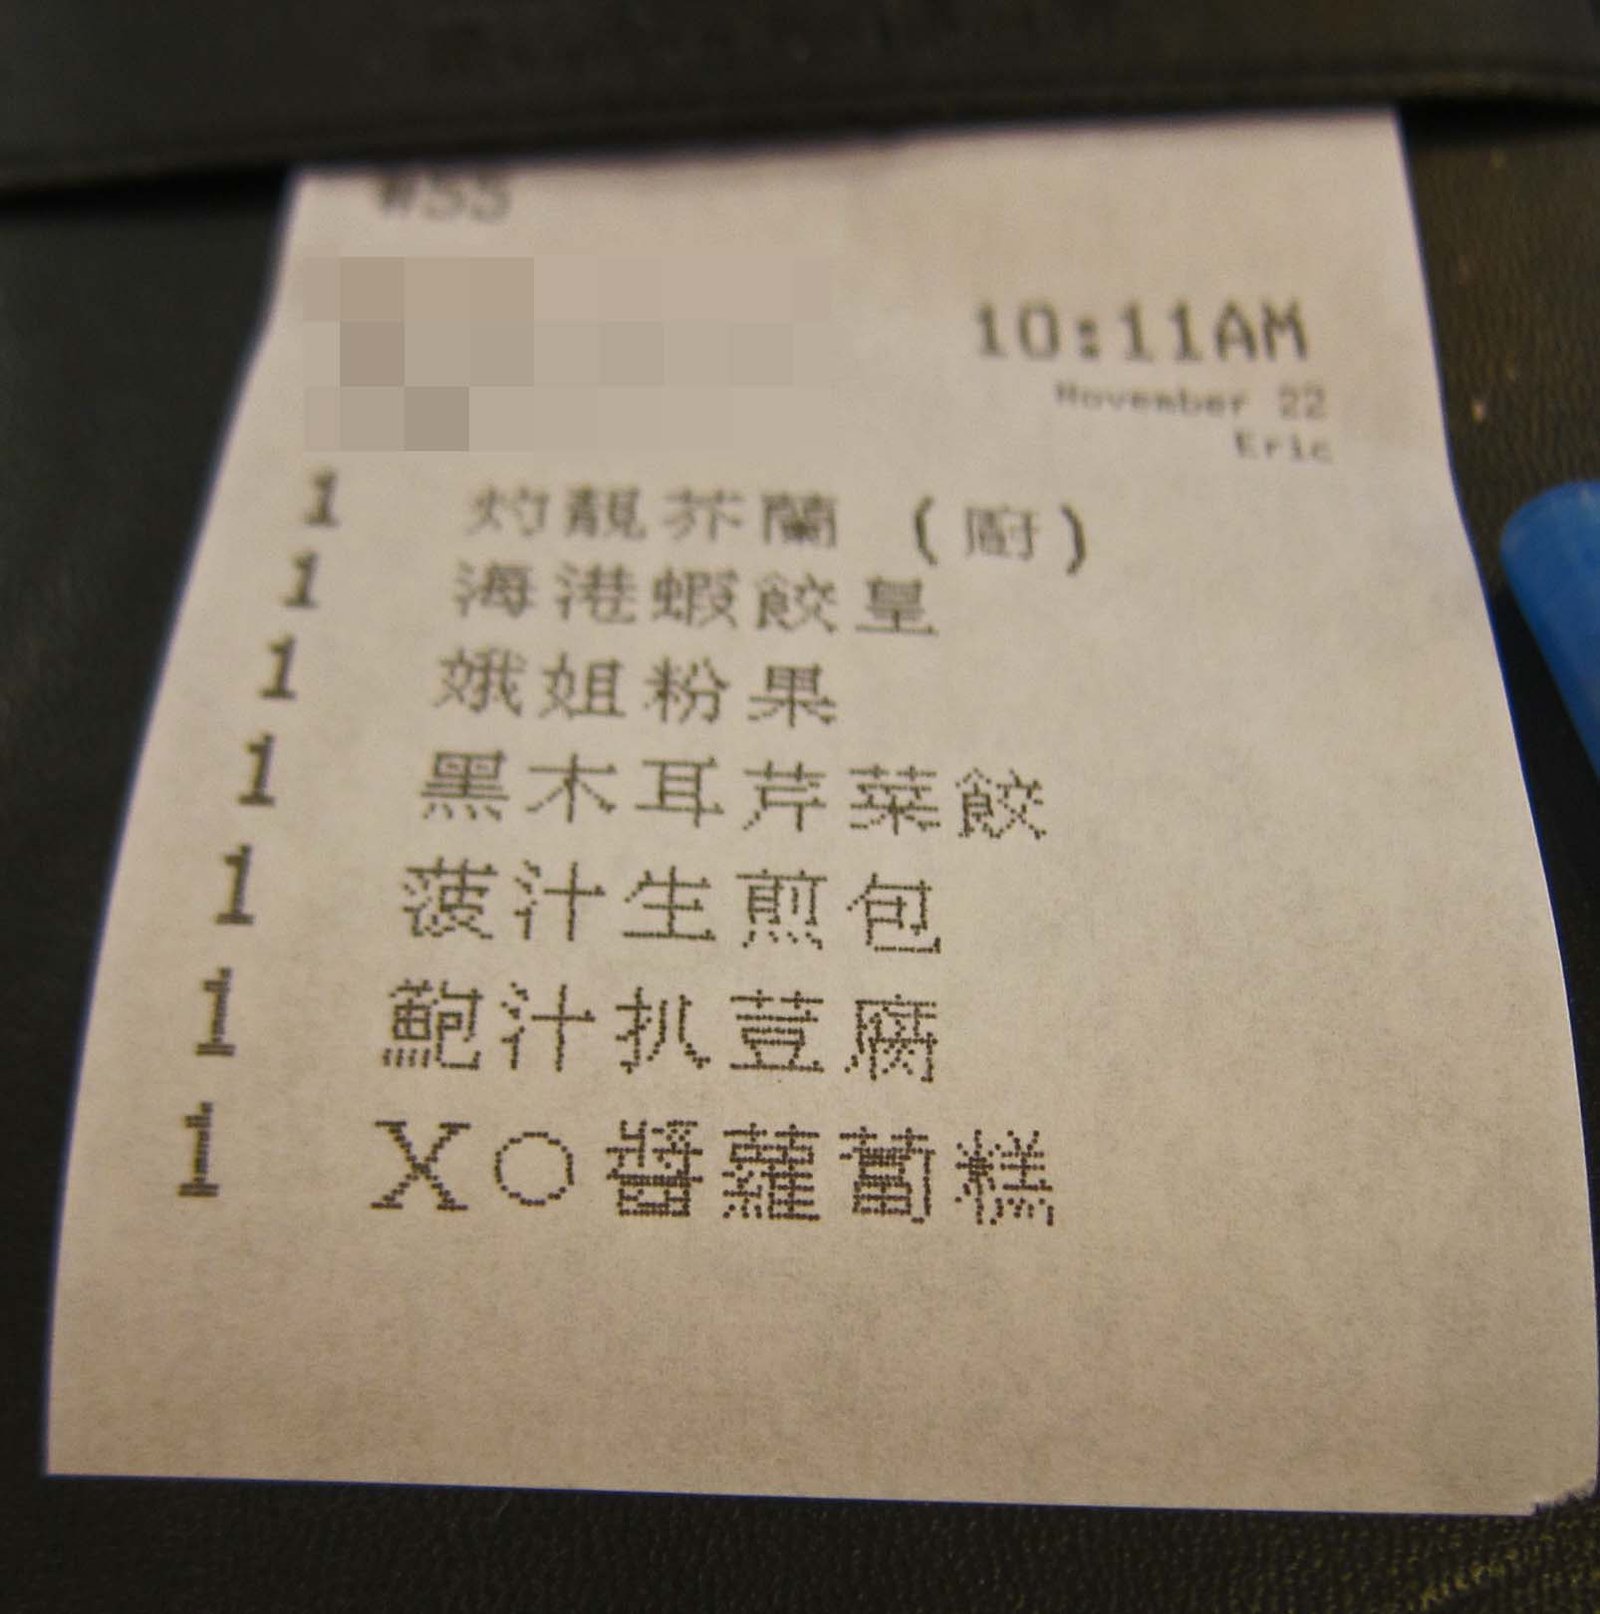 10:11AM
November 22
Eric
1 灼靚芥蘭 (廚)
1 海港蝦餃皇
1 娥姐粉果
1 黑木耳芹菜餃
1 菠汁生煎包
1 鮑汁扒荳腐
1 XO醬蘿蔔糕